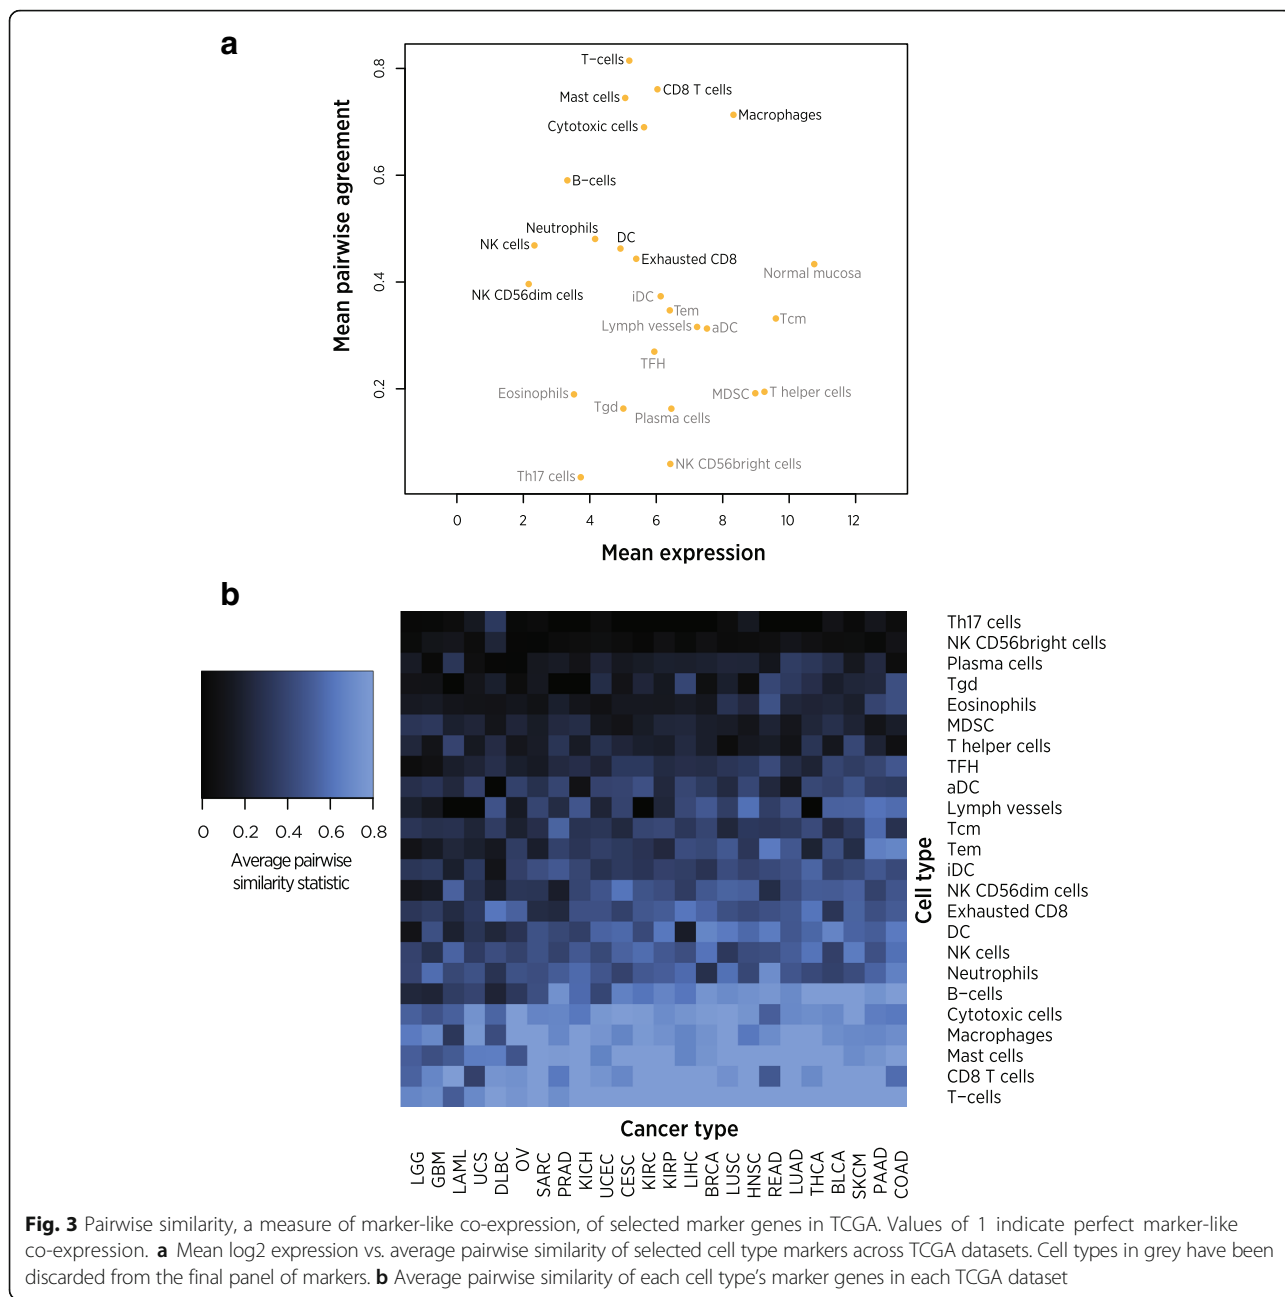 a
Mean pairwise agreement
0.8
0.6
0.4
0.2
T−cells
CD8 T cells
Mast cells
Macrophages
Cytotoxic cells
B−cells
Neutrophils
DC
NK cells
Exhausted CD8
Normal mucosa
NK CD56dim cells
iDC
Tem
Tcm
Lymph vessels
aDC
TFH
Eosinophils
MDSC
T helper cells
Tgd
Plasma cells
NK CD56bright cells
Th17 cells
0 2 4 6 8 10 12
Mean expression
b
0 0.2 0.4 0.6 0.8
Average pairwise
similarity statistic
Th17 cells
NK CD56bright cells
Plasma cells
Tgd
Eosinophils
MDSC
T helper cells
TFH
aDC
Lymph vessels
Tcm
Tem
iDC
NK CD56dim cells
Exhausted CD8
DC
NK cells
Neutrophils
B−cells
Cytotoxic cells
Macrophages
Mast cells
CD8 T cells
T−cells
Cell type
Cancer type
LGG
GBM
LAML
UCS
DLBC
OV
SARC
PRAD
KICH
UCEC
CESC
KIRC
KIRP
LIHC
BRCA
LUSC
HNSC
READ
LUAD
THCA
BLCA
SKCM
PAAD
COAD
Fig. 3 Pairwise similarity, a measure of marker-like co-expression, of selected marker genes in TCGA. Values of 1 indicate perfect marker-like
co-expression. a Mean log2 expression vs. average pairwise similarity of selected cell type markers across TCGA datasets. Cell types in grey have been
discarded from the final panel of markers. b Average pairwise similarity of each cell type's marker genes in each TCGA dataset